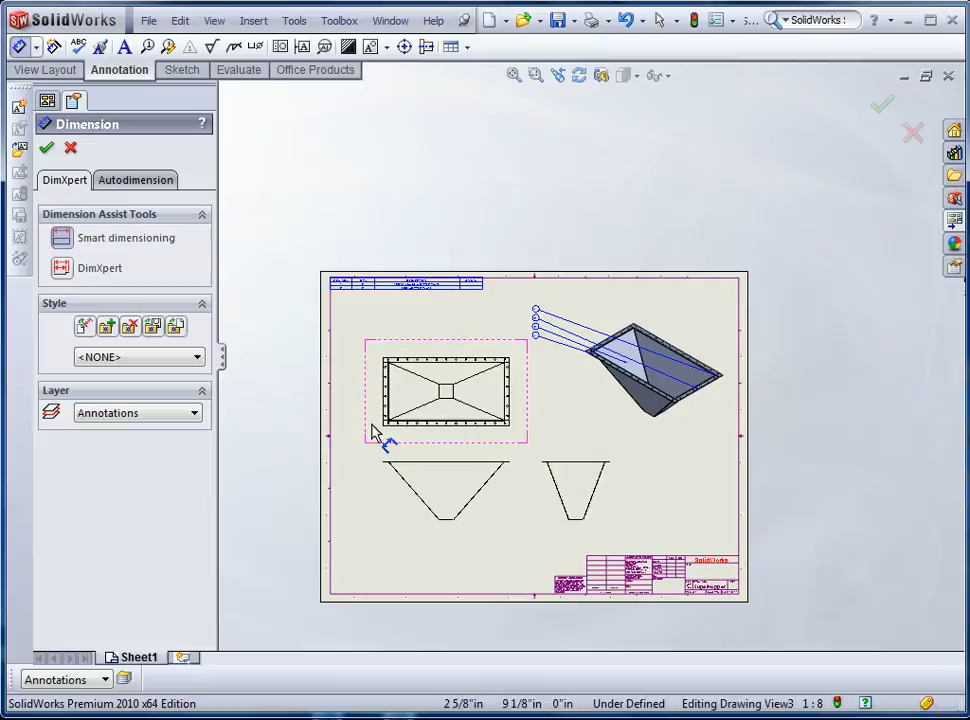 SolidWorks
File Edit View Insert Tools Toolbox Window Help
S...
SolidWorks
View Layout Annotation Sketch Evaluate Office Products
Dimension ?
DimXpert Autodimension
Dimension Assist Tools
Smart dimensioning
DimXpert
Style
<NONE>
Layer
Annotations
SolidWorks
Sheet1
Annotations
SolidWorks Premium 2010 x64 Edition 2 5/8"in 9 1/8"in 0"in Under Defined Editing Drawing View3 1 : 8